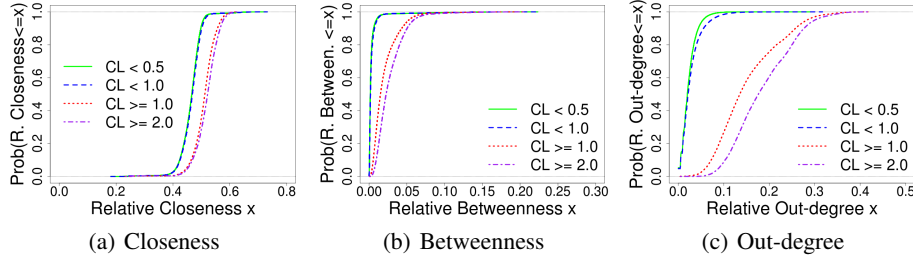 Prob(R. Closeness<=x)
1.0
0.8
0.6
0.4
0.2
0.0
CL < 0.5
CL < 1.0
CL >= 1.0
CL >= 2.0
0.0 0.2 0.4 0.6 0.8
Relative Closeness x
(a) Closeness
Prob(R. Between. <=x)
1.0
0.8
0.6
0.4
0.2
0.0
CL < 0.5
CL < 1.0
CL >= 1.0
CL >= 2.0
0.00 0.05 0.10 0.15 0.20 0.25 0.30
Relative Betweenness x
(b) Betweenness
Prob(R. Out-degree<=x)
1.0
0.8
0.6
0.4
0.2
0.0
CL < 0.5
CL < 1.0
CL >= 1.0
CL >= 2.0
0.0 0.1 0.2 0.3 0.4 0.5
Relative Out-degree x
(c) Out-degree